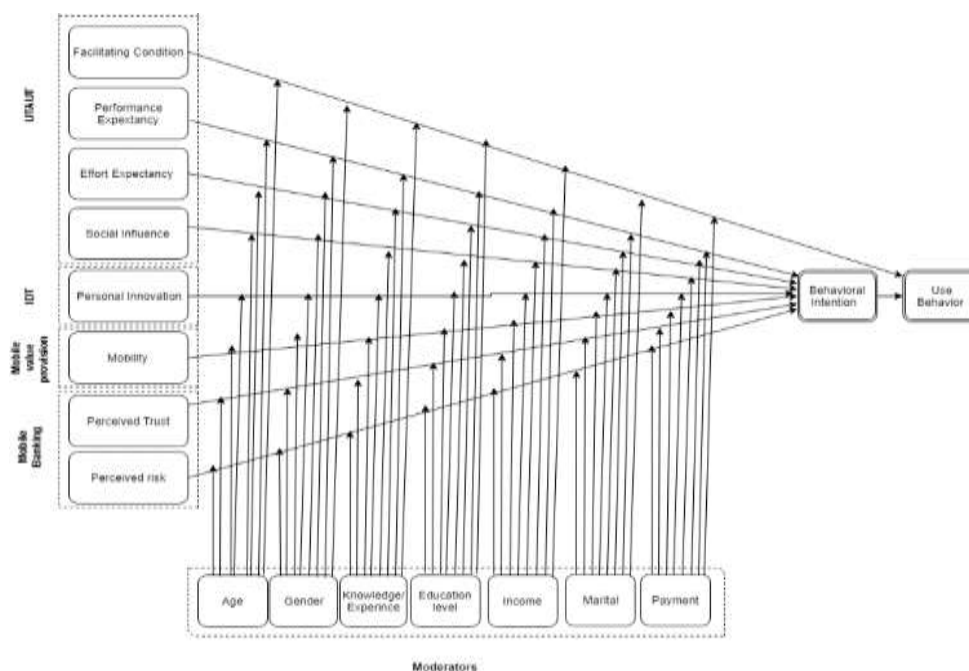 UTAUT
Facilitating Condition
Performance
Expectancy
Effort Expectancy
Social Influence
IDT
Personal Innovation
Mobile
value
provision
Mobility
Mobile
Banking
Perceived Trust
Perceived risk
Behavioral
Intention
Use
Behavior
Age
Gender
Knowledge/
Experince
Education
level
Income
Marital
Payment
Moderators